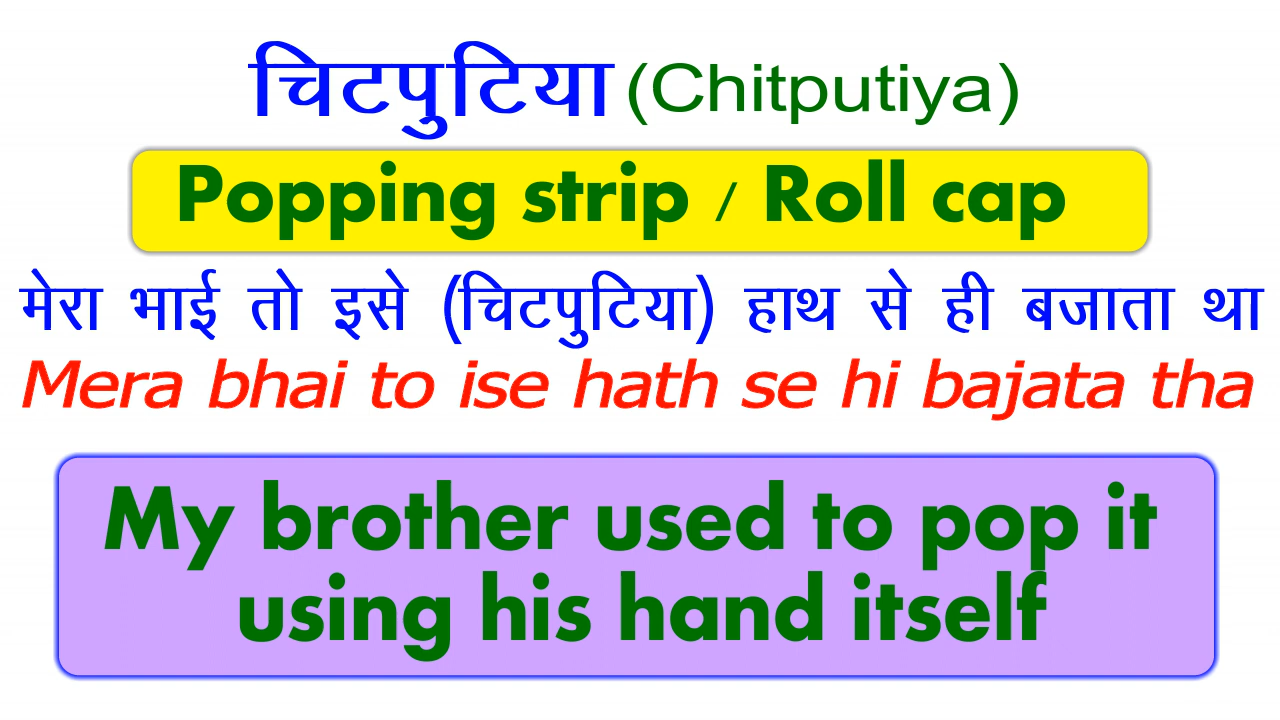 चिटपुटिया (Chitputiya)
Popping strip / Roll cap
मेरा भाई तो इसे (चिटपुटिया) हाथ से ही बजाता था
Mera bhai to ise hath se hi bajata tha
My brother used to pop it
using his hand itself